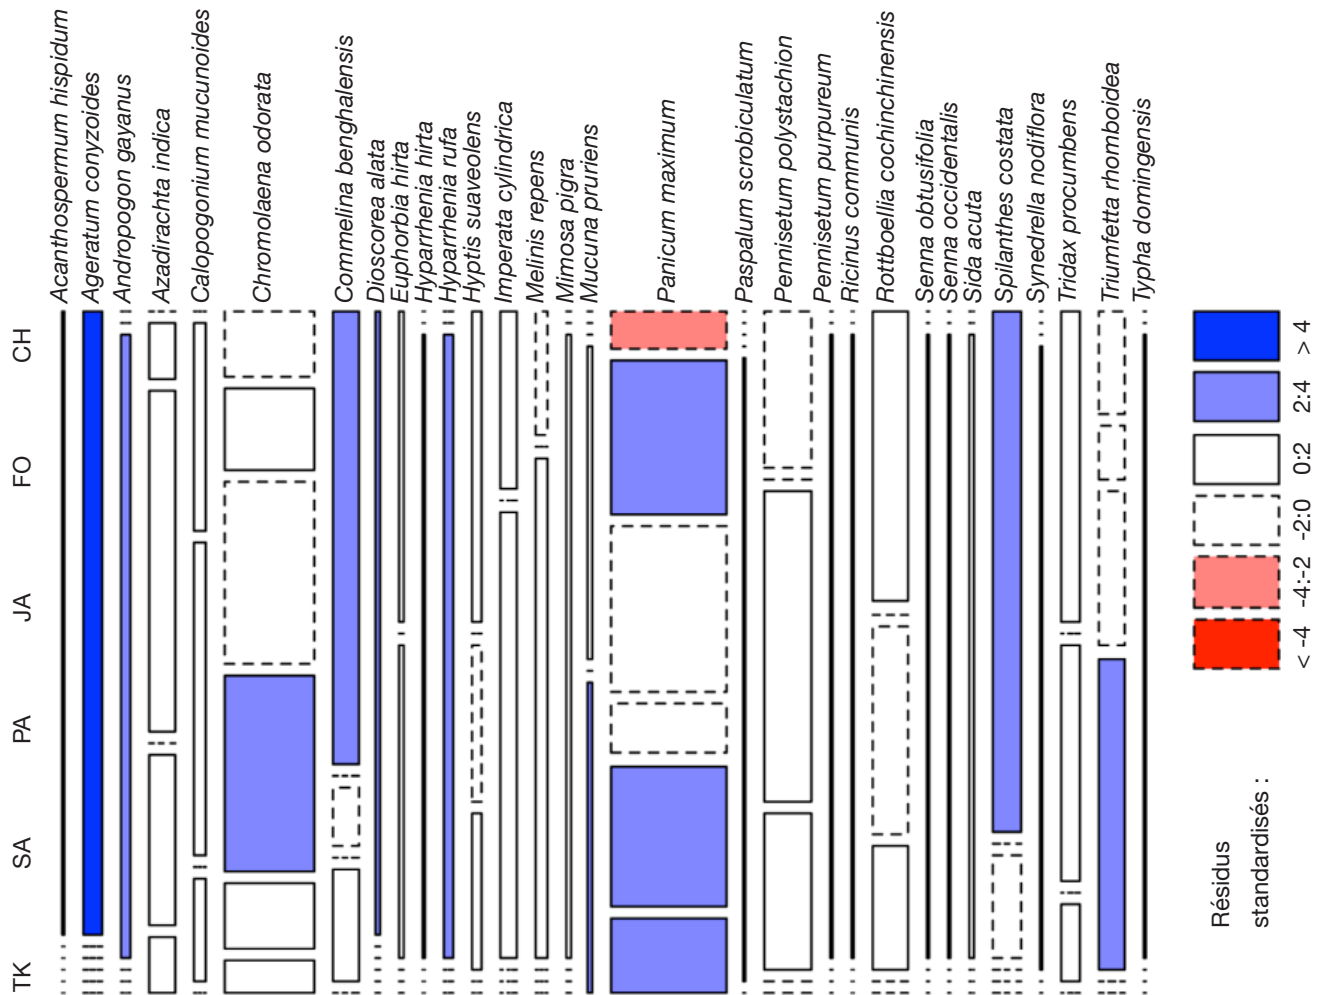 Acanthospermum hispidum
Ageratum conyzoides
Andropogon gayanus
Azadirachta indica
Calopogonium mucunoides
Chromolaena odorata
Commelina benghalensis
Dioscorea alata
Euphorbia hirta
Hyparrhenia hirta
Hyparrhenia rufa
Hyptis suaveolens
Imperata cylindrica
Melinis repens
Mimosa pigra
Mucuna pruriens
Panicum maximum
Paspalum scrobiculatum
Pennisetum polystachion
Pennisetum purpureum
Ricinus communis
Rottboellia cochinchinensis
Senna obtusifolia
Senna occidentalis
Sida acuta
Spilanthes costata
Synedrella nodiflora
Tridax procumbens
Triumfetta rhomboidea
Typha domingensis
TK
SA
PA
JA
FO
CH
Résidus
standardisés :
< -4
-4:-2
-2:0
0:2
2:4
> 4